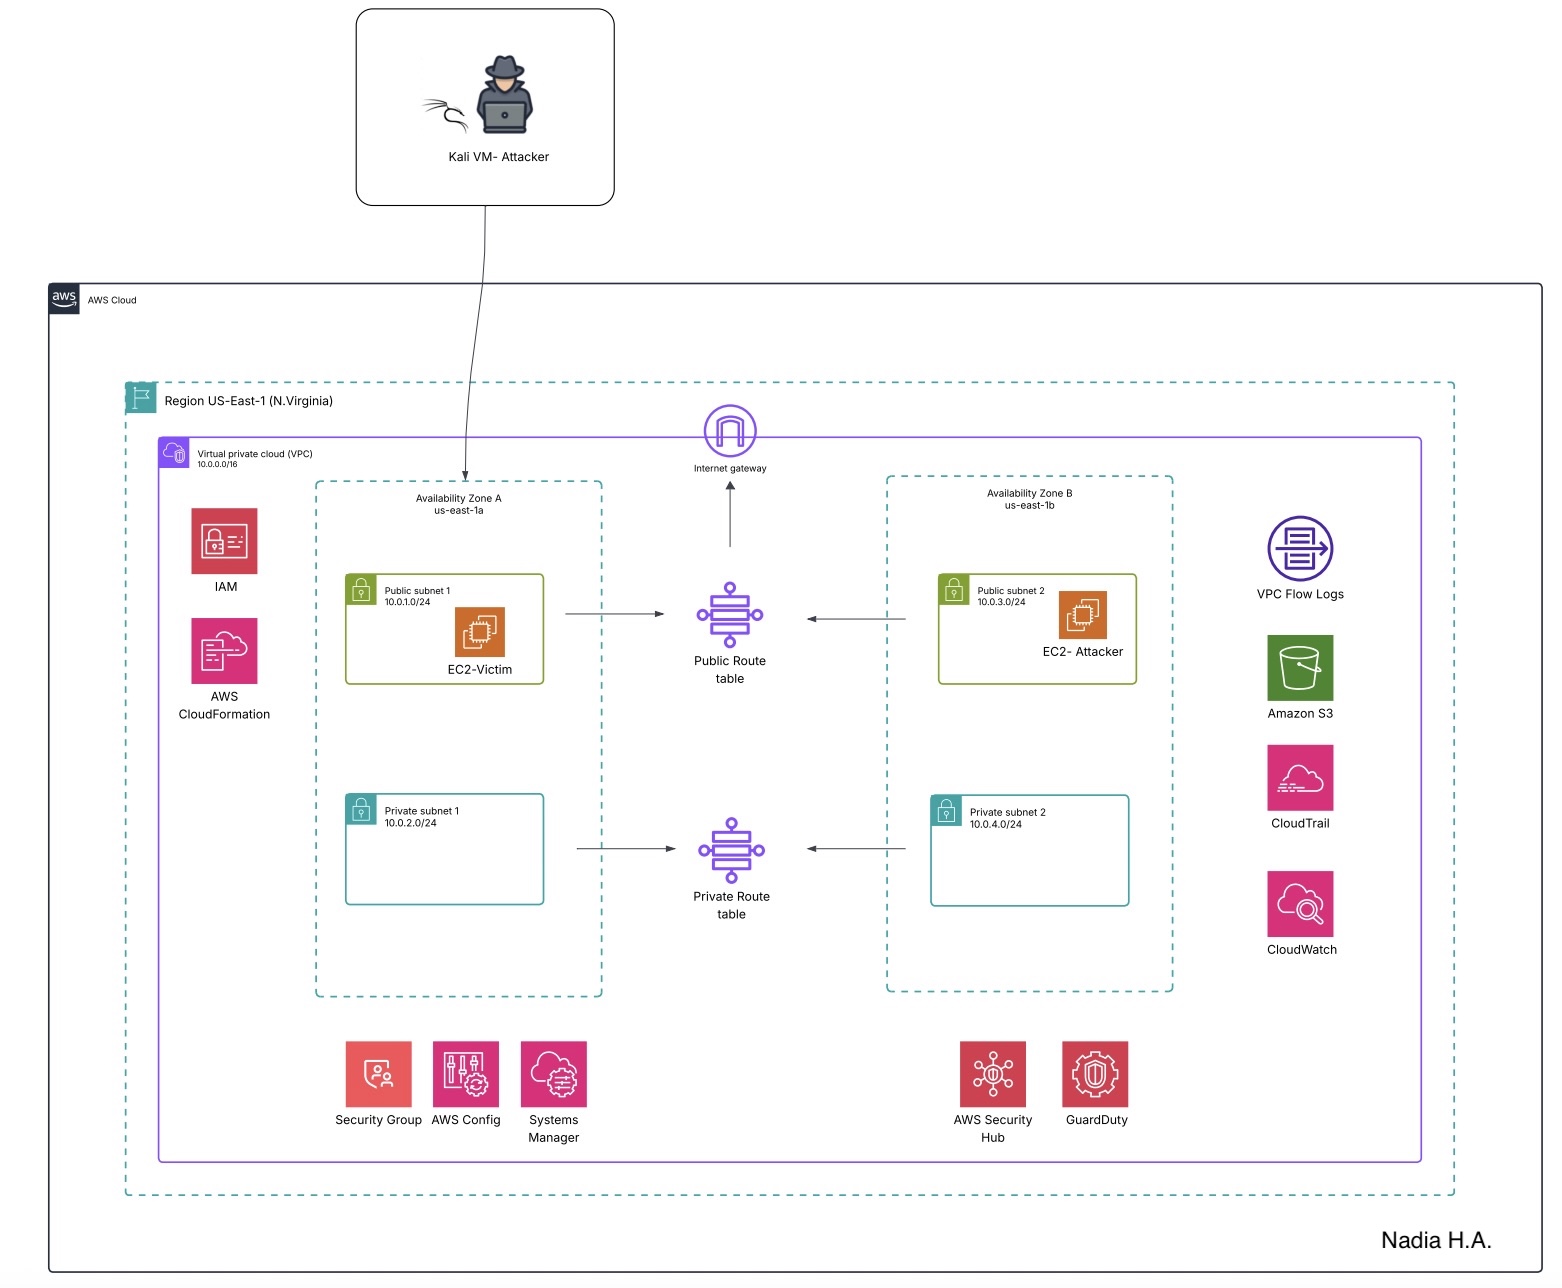 Kali VM- Attacker
aws
AWS Cloud
Region US-East-1 (N.Virginia)
Virtual private cloud (VPC)
10.0.0.0/16
Internet gateway
Availability Zone A
us-east-1a
Availability Zone B
us-east-1b
IAM
AWS
CloudFormation
Public subnet 1
10.0.1.0/24
EC2-Victim
Public Route
table
Public subnet 2
10.0.3.0/24
EC2- Attacker
VPC Flow Logs
Amazon S3
CloudTrail
CloudWatch
Private subnet 1
10.0.2.0/24
Private Route
table
Private subnet 2
10.0.4.0/24
Security Group
AWS Config
Systems
Manager
AWS Security
Hub
GuardDuty
Nadia H.A.